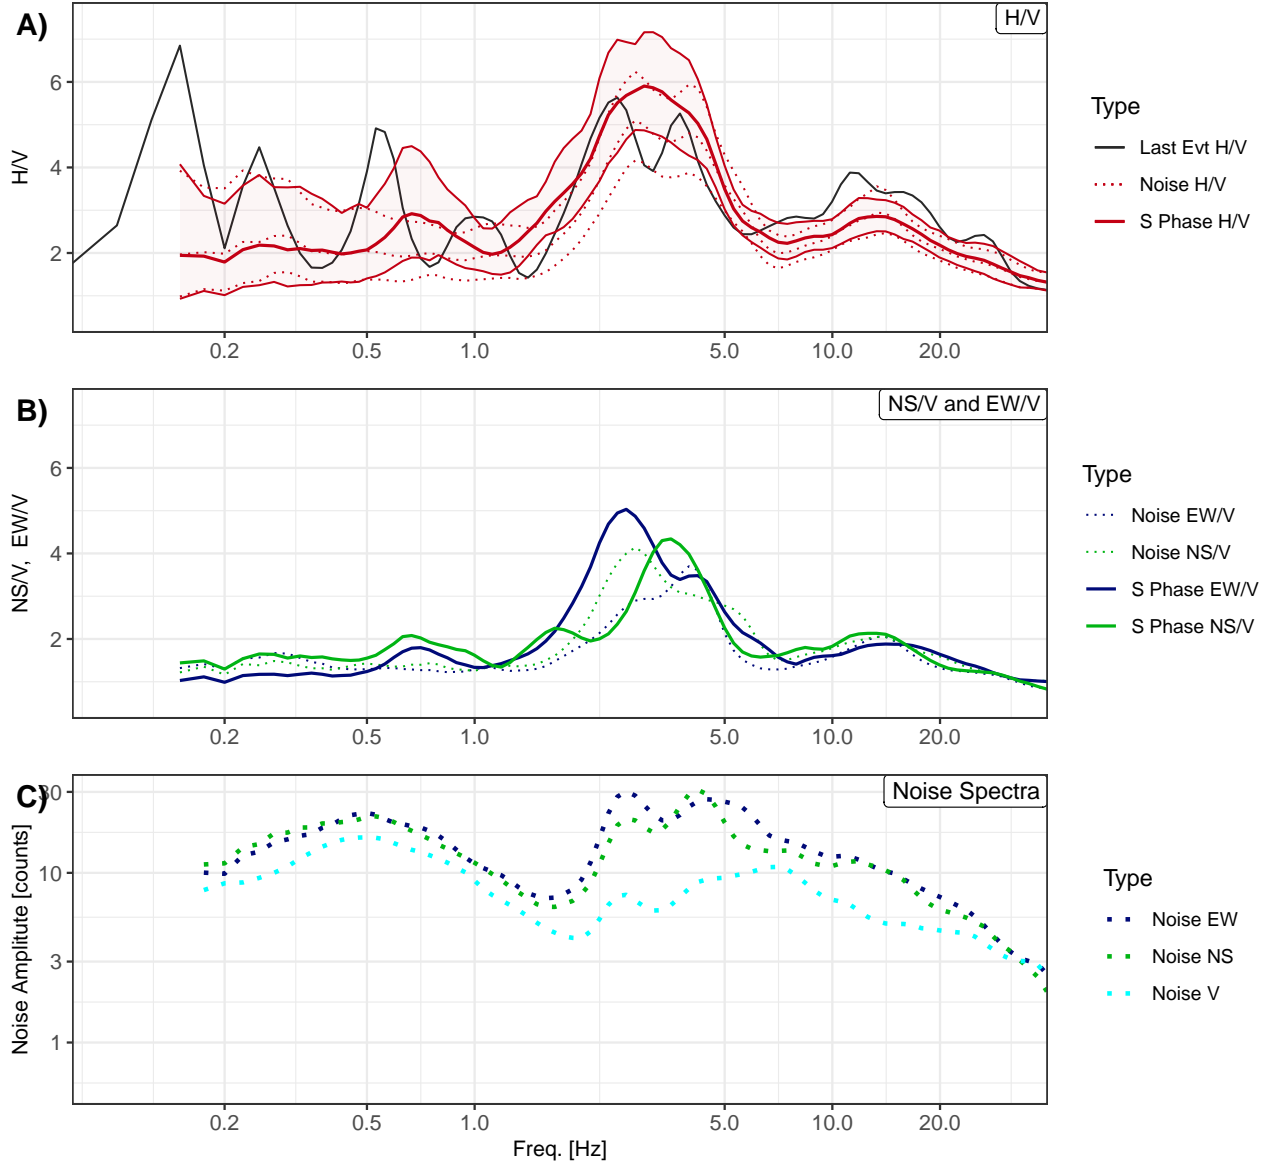 A)
H/V
H/V
6
4
2
0.2 0.5 1.0 5.0 10.0 20.0
Type
Last Evt H/V
Noise H/V
S Phase H/V
B)
NS/V and EW/V
NS/V, EW/V
6
4
2
0.2 0.5 1.0 5.0 10.0 20.0
Type
Noise EW/V
Noise NS/V
S Phase EW/V
S Phase NS/V
C)
Noise Spectra
Noise Amplitute [counts]
30
10
3
1
0.2 0.5 1.0 5.0 10.0 20.0
Freq. [Hz]
Type
Noise EW
Noise NS
Noise V